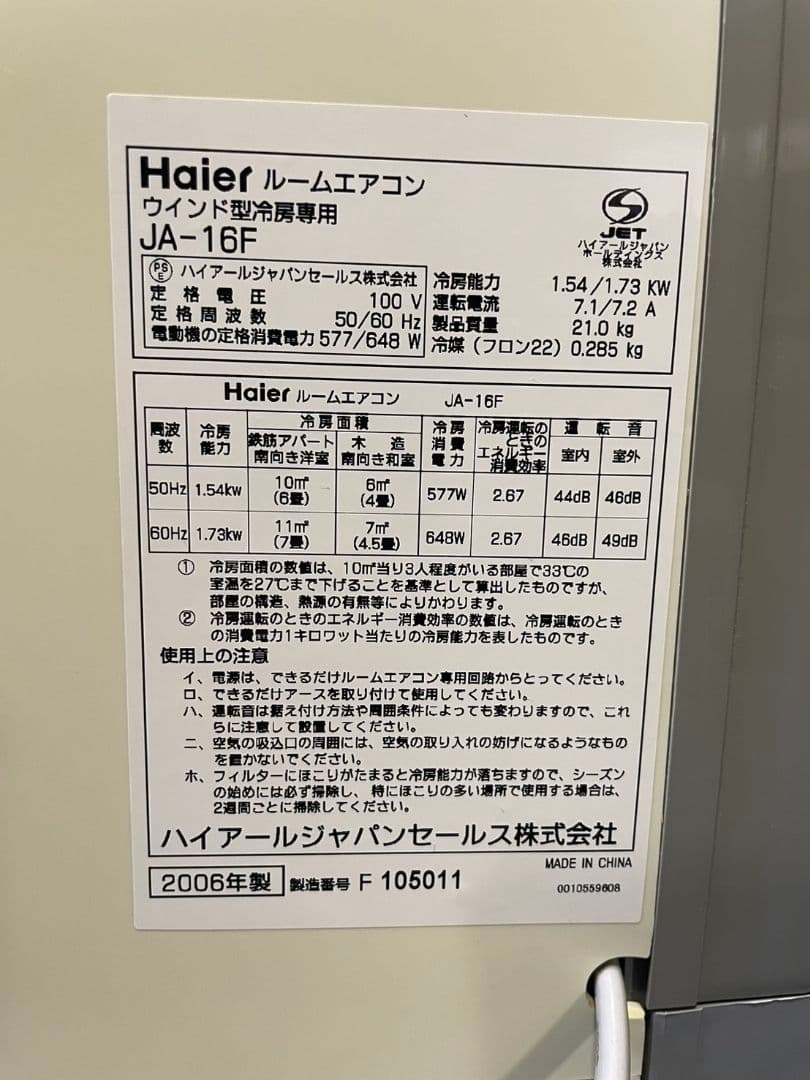 Haier ルームエアコン
ウインド型冷房専用
JA-16F
JET
ハイアールジャパン
ホールディングス
株式会社
PS
E ハイアールジャパンセールス株式会社
定格電圧 100 V
定格周波数 50/60 Hz
電動機の定格消費電力 577/648 W
冷房能力 1.54/1.73 KW
運転電流 7.1/7.2 A
製品質量 21.0 kg
冷媒（フロン22）0.285 kg
Haier ルームエアコン JA-16F
周波数 冷房能力 冷房面積 冷房消費電力 冷房運転のときのエネルギー消費効率 運転音
鉄筋アパート南向き洋室 木造南向き和室 室内 室外
50Hz 1.54kw 10㎡(6畳) 6㎡(4畳) 577W 2.67 44dB 46dB
60Hz 1.73kw 11㎡(7畳) 7㎡(4.5畳) 648W 2.67 46dB 49dB
① 冷房面積の数値は、10㎡当り3人程度がいる部屋で33℃の
室温を27℃まで下げることを基準として算出したものですが、
部屋の構造、熱源の有無等によりかわります。
② 冷房運転のときのエネルギー消費効率の数値は、冷房運転のとき
の消費電力1キロワット当たりの冷房能力を表したものです。
使用上の注意
イ、電源は、できるだけルームエアコン専用回路からとってください。
ロ、できるだけアースを取り付けて使用してください。
ハ、運転音は据え付け方法や周囲条件によっても変わりますので、これ
らに注意して設置してください。
ニ、空気の吸込口の周囲には、空気の取り入れの妨げになるようなもの
を置かないでください。
ホ、フィルターにほこりがたまると冷房能力が落ちますので、シーズン
の始めには必ず掃除し、特にほこりの多い場所で使用する場合は、
2週間ごとに掃除してください。
ハイアールジャパンセールス株式会社
MADE IN CHINA
2006年製 製造番号 F 105011
0010559608